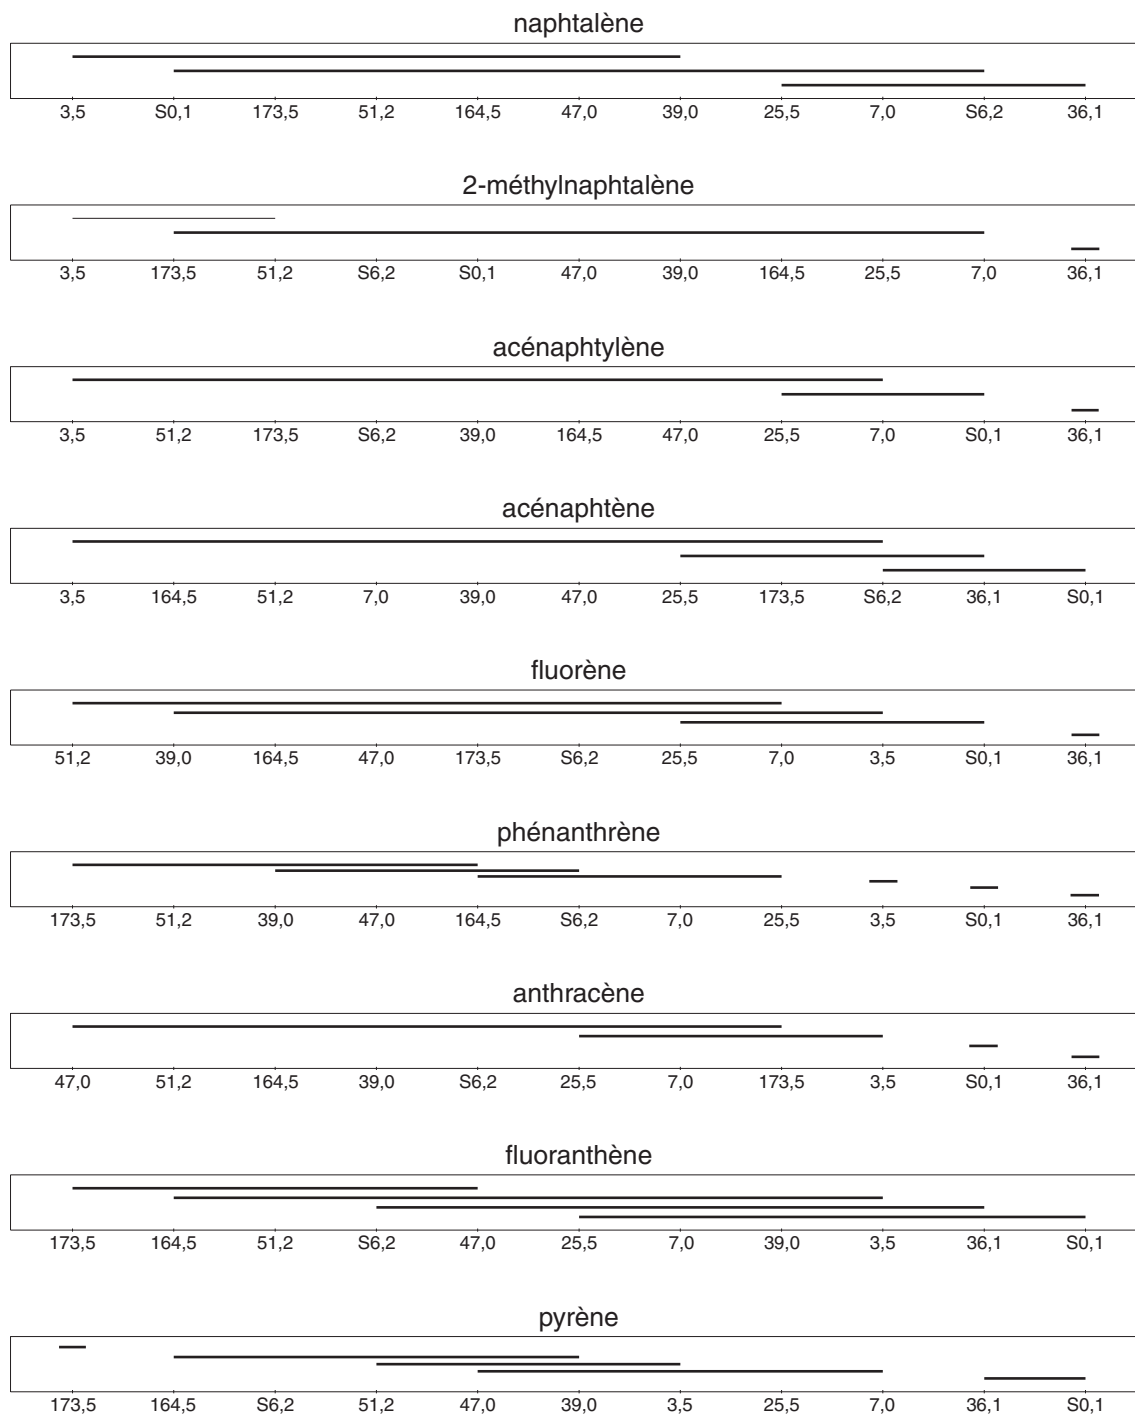 naphtalène
3,5 S0,1 173,5 51,2 164,5 47,0 39,0 25,5 7,0 S6,2 36,1
2-méthylnaphtalène
3,5 173,5 51,2 S6,2 S0,1 47,0 39,0 164,5 25,5 7,0 36,1
acénaphtylène
3,5 51,2 173,5 S6,2 39,0 164,5 47,0 25,5 7,0 S0,1 36,1
acénaphtène
3,5 164,5 51,2 7,0 39,0 47,0 25,5 173,5 S6,2 36,1 S0,1
fluorène
51,2 39,0 164,5 47,0 173,5 S6,2 25,5 7,0 3,5 S0,1 36,1
phénanthrène
173,5 51,2 39,0 47,0 164,5 S6,2 7,0 25,5 3,5 S0,1 36,1
anthracène
47,0 51,2 164,5 39,0 S6,2 25,5 7,0 173,5 3,5 S0,1 36,1
fluoranthène
173,5 164,5 51,2 S6,2 47,0 25,5 7,0 39,0 3,5 36,1 S0,1
pyrène
173,5 164,5 S6,2 51,2 47,0 39,0 3,5 25,5 7,0 36,1 S0,1